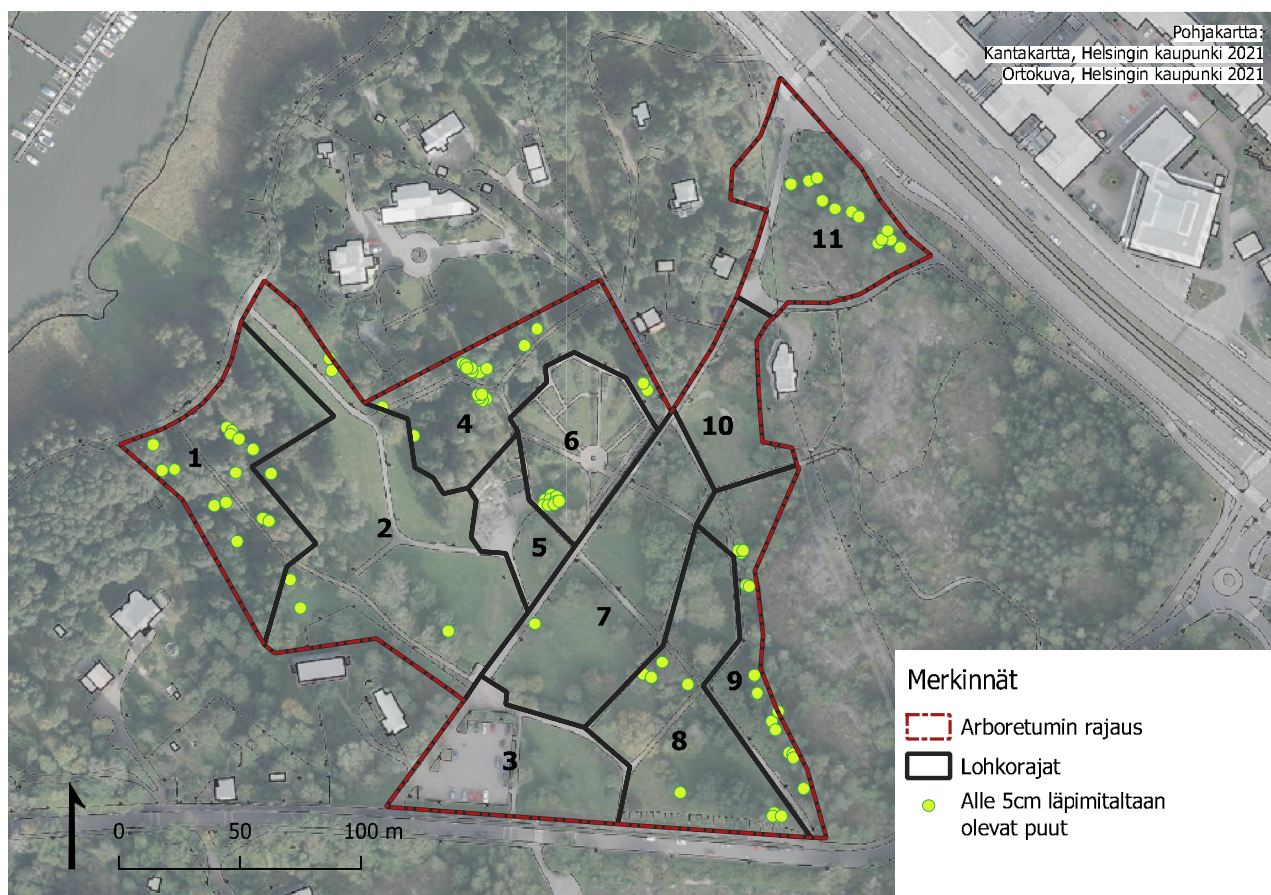 Pohjakartta:
Kantakartta, Helsingin kaupunki 2021
Ortokuva, Helsingin kaupunki 2021
11
10
4
6
1
2
5
7
9
8
3
0
50
100 m
Merkinnät
Arboretumin rajaus
Lohkorajat
Alle 5cm läpimitaltaan
olevat puut